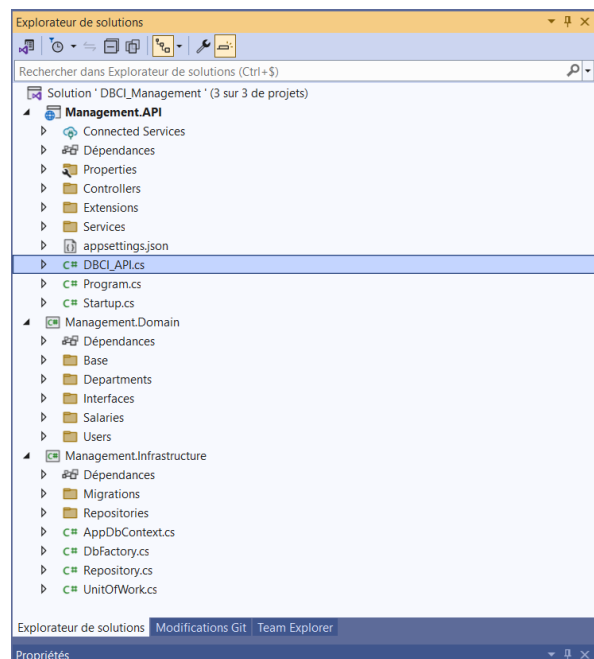 Explorateur de solutions
Rechercher dans Explorateur de solutions (Ctrl+$)
Solution ' DBCI_Management ' (3 sur 3 de projets)
Management.API
Connected Services
Dépendances
Properties
Controllers
Extensions
Services
appsettings.json
C# DBCI_API.cs
C# Program.cs
C# Startup.cs
C# Management.Domain
Dépendances
Base
Departments
Interfaces
Salaries
Users
C# Management.Infrastructure
Dépendances
Migrations
Repositories
C# AppDbContext.cs
C# DbFactory.cs
C# Repository.cs
C# UnitOfWork.cs
Explorateur de solutions Modifications Git Team Explorer
Propriétés